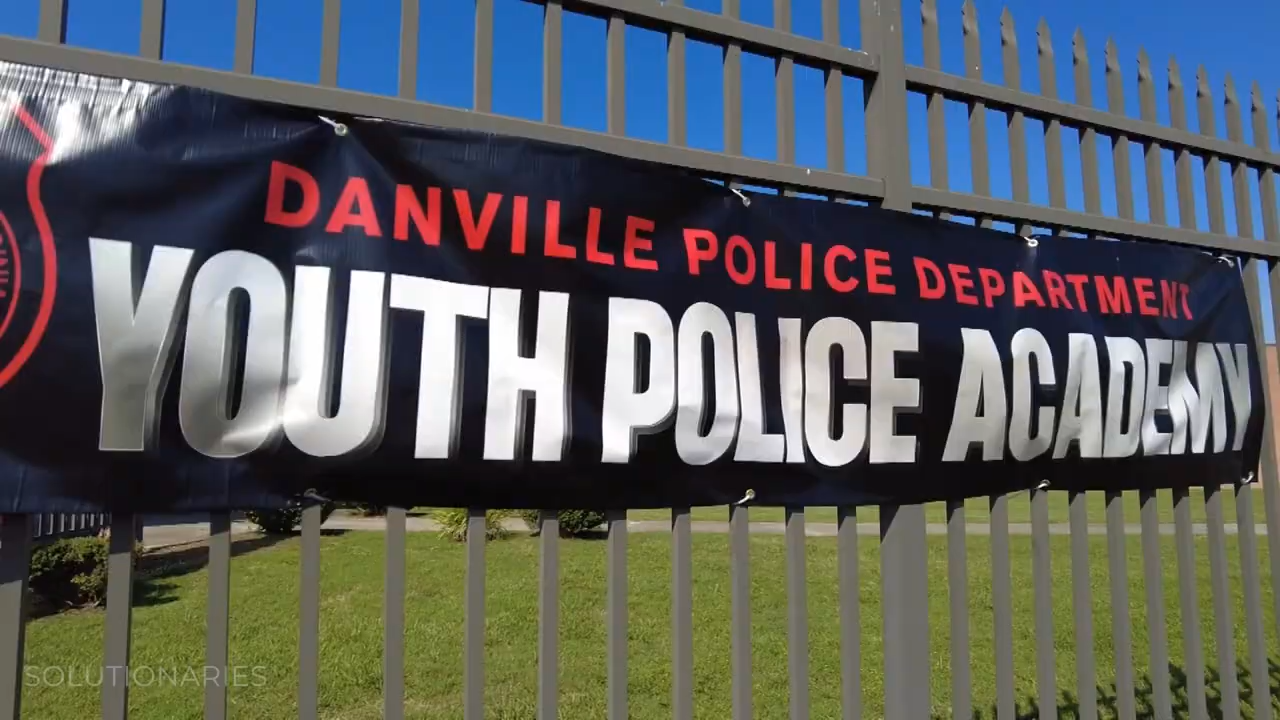 DANVILLE POLICE DEPARTMENT
YOUTH POLICE ACADEMY
SOLUTIONARIES